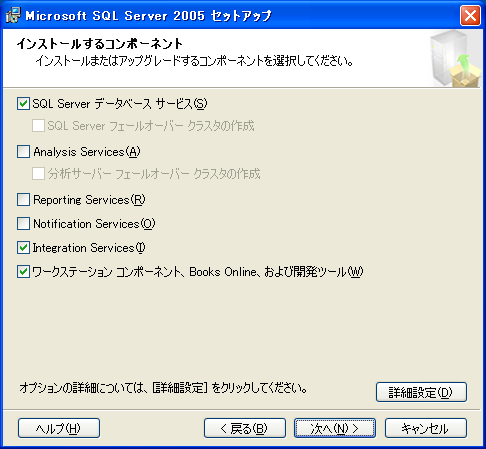 Microsoft SQL Server 2005 セットアップ
インストールするコンポーネント
インストールまたはアップグレードするコンポーネントを選択してください。
SQL Server データベース サービス(S)
SQL Server フェールオーバー クラスタの作成
Analysis Services(A)
分析サーバー フェールオーバー クラスタの作成
Reporting Services(R)
Notification Services(O)
Integration Services(I)
ワークステーション コンポーネント、Books Online、および開発ツール(W)
オプションの詳細については、[詳細設定] をクリックしてください。
詳細設定(D)
ヘルプ(H) < 戻る(B) 次へ(N) > キャンセル